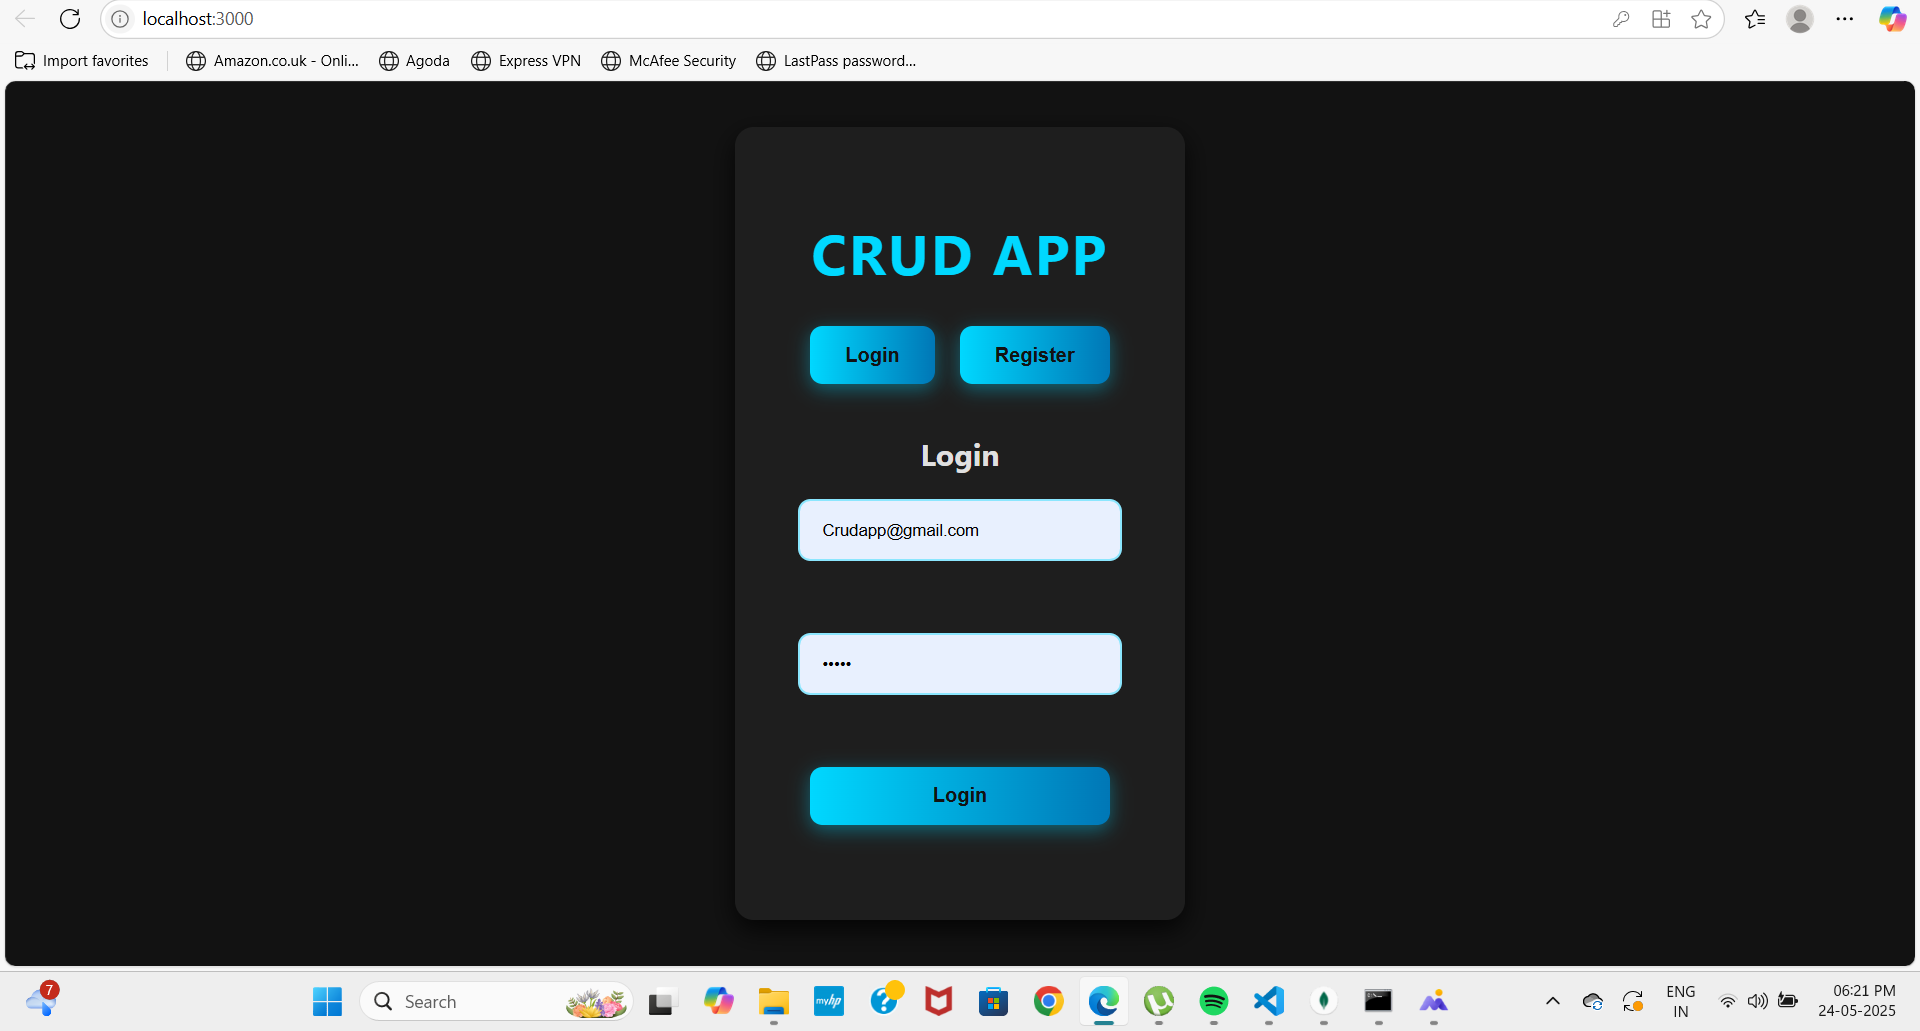 localhost:3000
Import favorites
Amazon.co.uk - Onli...
Agoda
Express VPN
McAfee Security
LastPass password...
CRUD APP
Login
Register
Login
Crudapp@gmail.com
•••••
Login
7
Search
myhp
ENG
IN
06:21 PM
24-05-2025